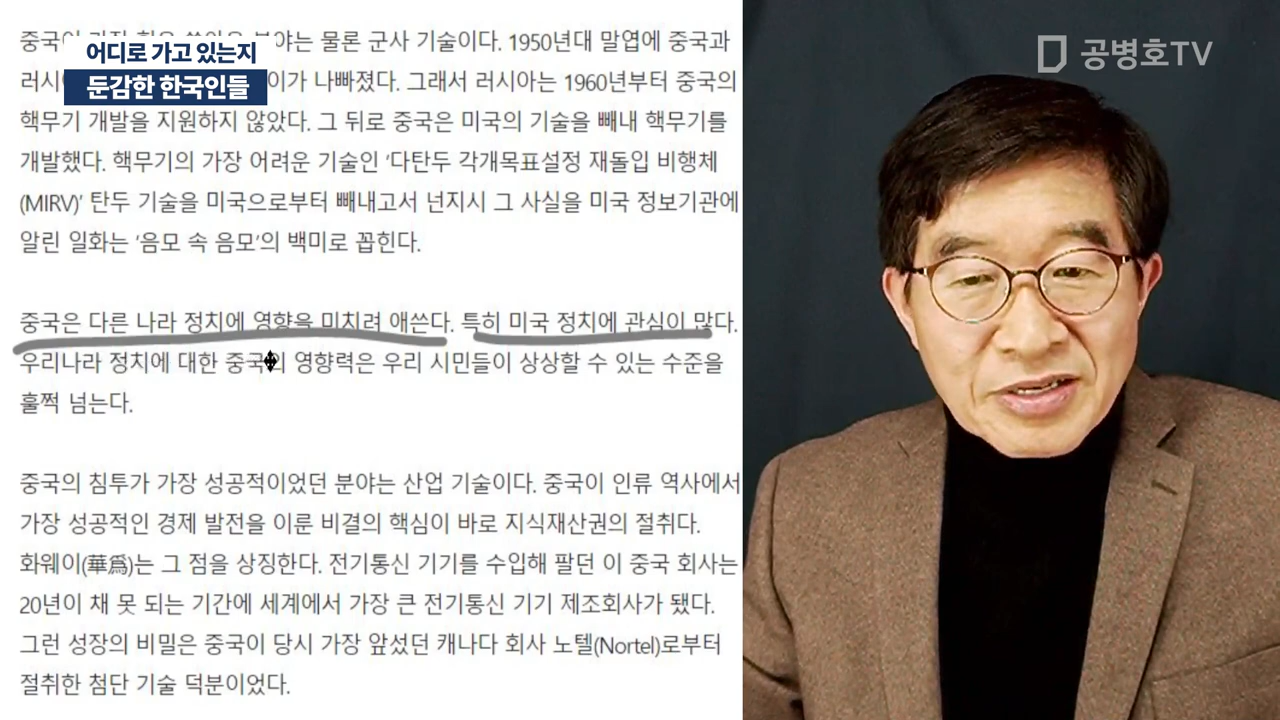 어디로 가고 있는지
둔감한 한국인들
공병호TV
중국이 야는 물론 군사 기술이다. 1950년대 말엽에 중국과
러시 이가 나빠졌다. 그래서 러시아는 1960년부터 중국의
핵무기 개발을 지원하지 않았다. 그 뒤로 중국은 미국의 기술을 빼내 핵무기를
개발했다. 핵무기의 가장 어려운 기술인 '다탄두 각개목표설정 재돌입 비행체
(MIRV)' 탄두 기술을 미국으로부터 빼내고서 넌지시 그 사실을 미국 정보기관에
알린 일화는 '음모 속 음모'의 백미로 꼽힌다.
중국은 다른 나라 정치에 영향을 미치려 애쓴다. 특히 미국 정치에 관심이 많다.
우리나라 정치에 대한 중국의 영향력은 우리 시민들이 상상할 수 있는 수준을
훌쩍 넘는다.
중국의 침투가 가장 성공적이었던 분야는 산업 기술이다. 중국이 인류 역사에서
가장 성공적인 경제 발전을 이룬 비결의 핵심이 바로 지식재산권의 절취다.
화웨이(華爲)는 그 점을 상징한다. 전기통신 기기를 수입해 팔던 이 중국 회사는
20년이 채 못 되는 기간에 세계에서 가장 큰 전기통신 기기 제조회사가 됐다.
그런 성장의 비밀은 중국이 당시 가장 앞섰던 캐나다 회사 노텔(Nortel)로부터
절취한 첨단 기술 덕분이었다.